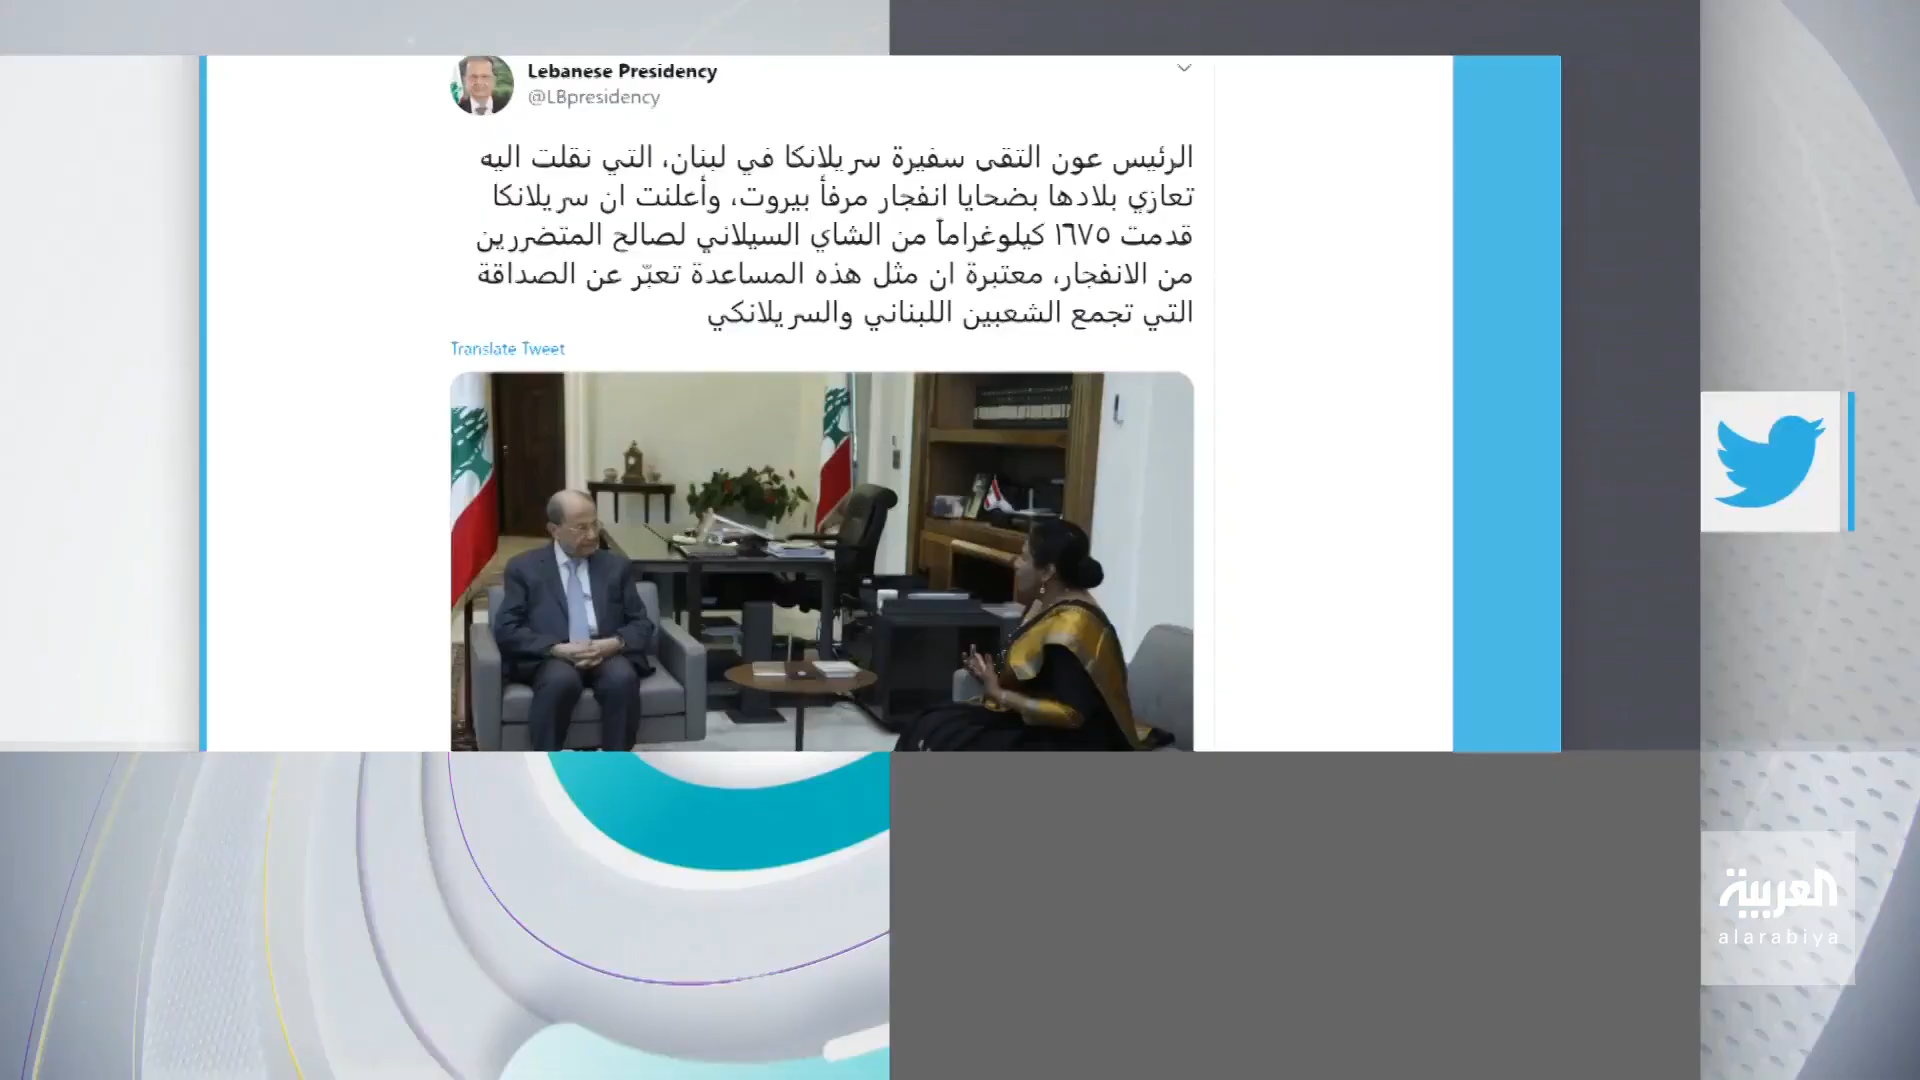 Lebanese Presidency
@LBpresidency
الرئيس عون التقى سفيرة سريلانكا في لبنان، التي نقلت اليه
تعازي بلادها بضحايا انفجار مرفأ بيروت، وأعلنت ان سريلانكا
قدمت ١٦٧٥ كيلوغراماً من الشاي السيلاني لصالح المتضررين
من الانفجار، معتبرة ان مثل هذه المساعدة تعبّر عن الصداقة
التي تجمع الشعبين اللبناني والسريلانكي
Translate Tweet
العربية
alarabiya